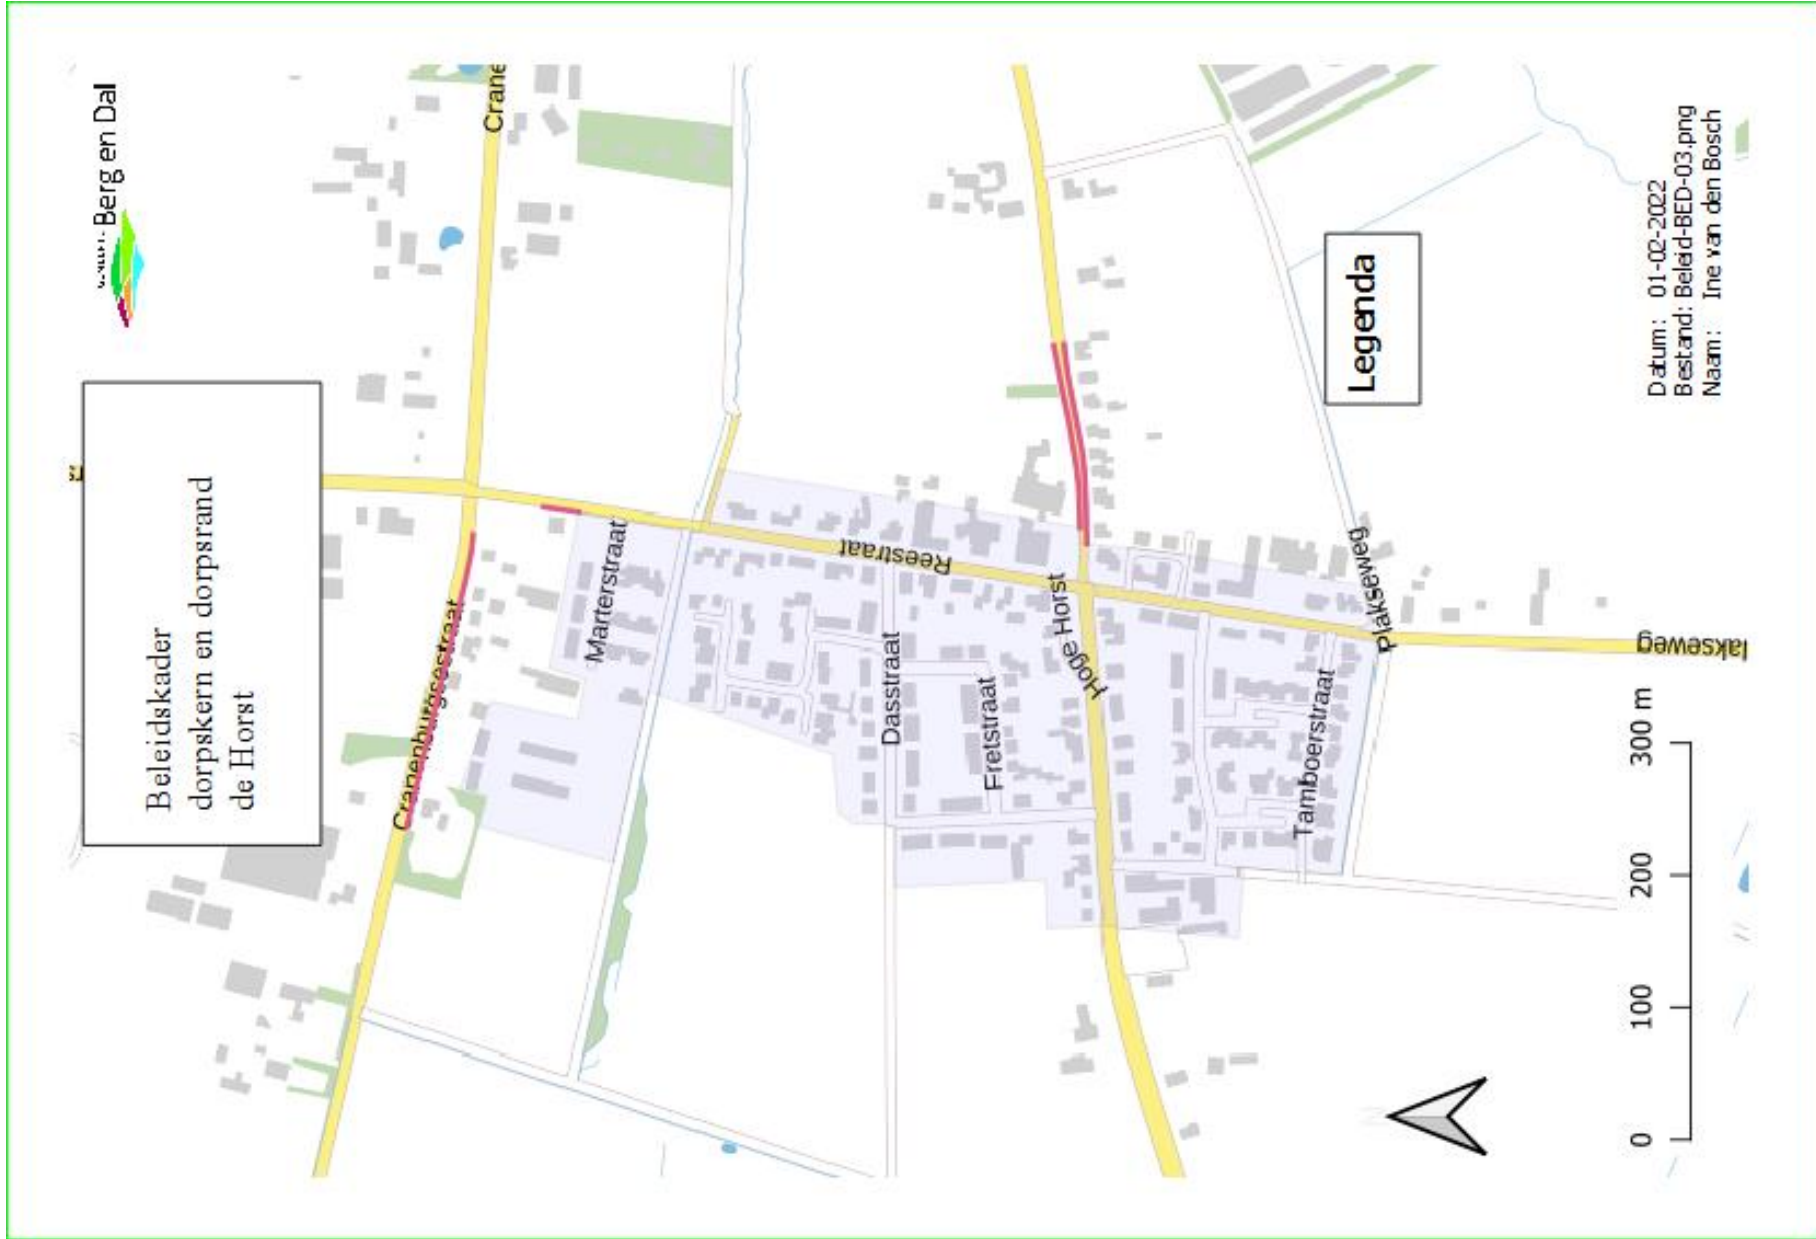 Berg en Dal
Beleidskader
dorpskern en dorpsrand
de Horst
Crane
Cranenburgsestraat
Marterstraat
Reestraat
Dasstraat
Fretstraat
Hoge Horst
Tamboerstraat
Plakseweg
lakseweg
Legenda
Datum: 01-02-2022
Bestand: Beleid-BED-03.png
Naam: Ine van den Bosch
0 100 200 300 m